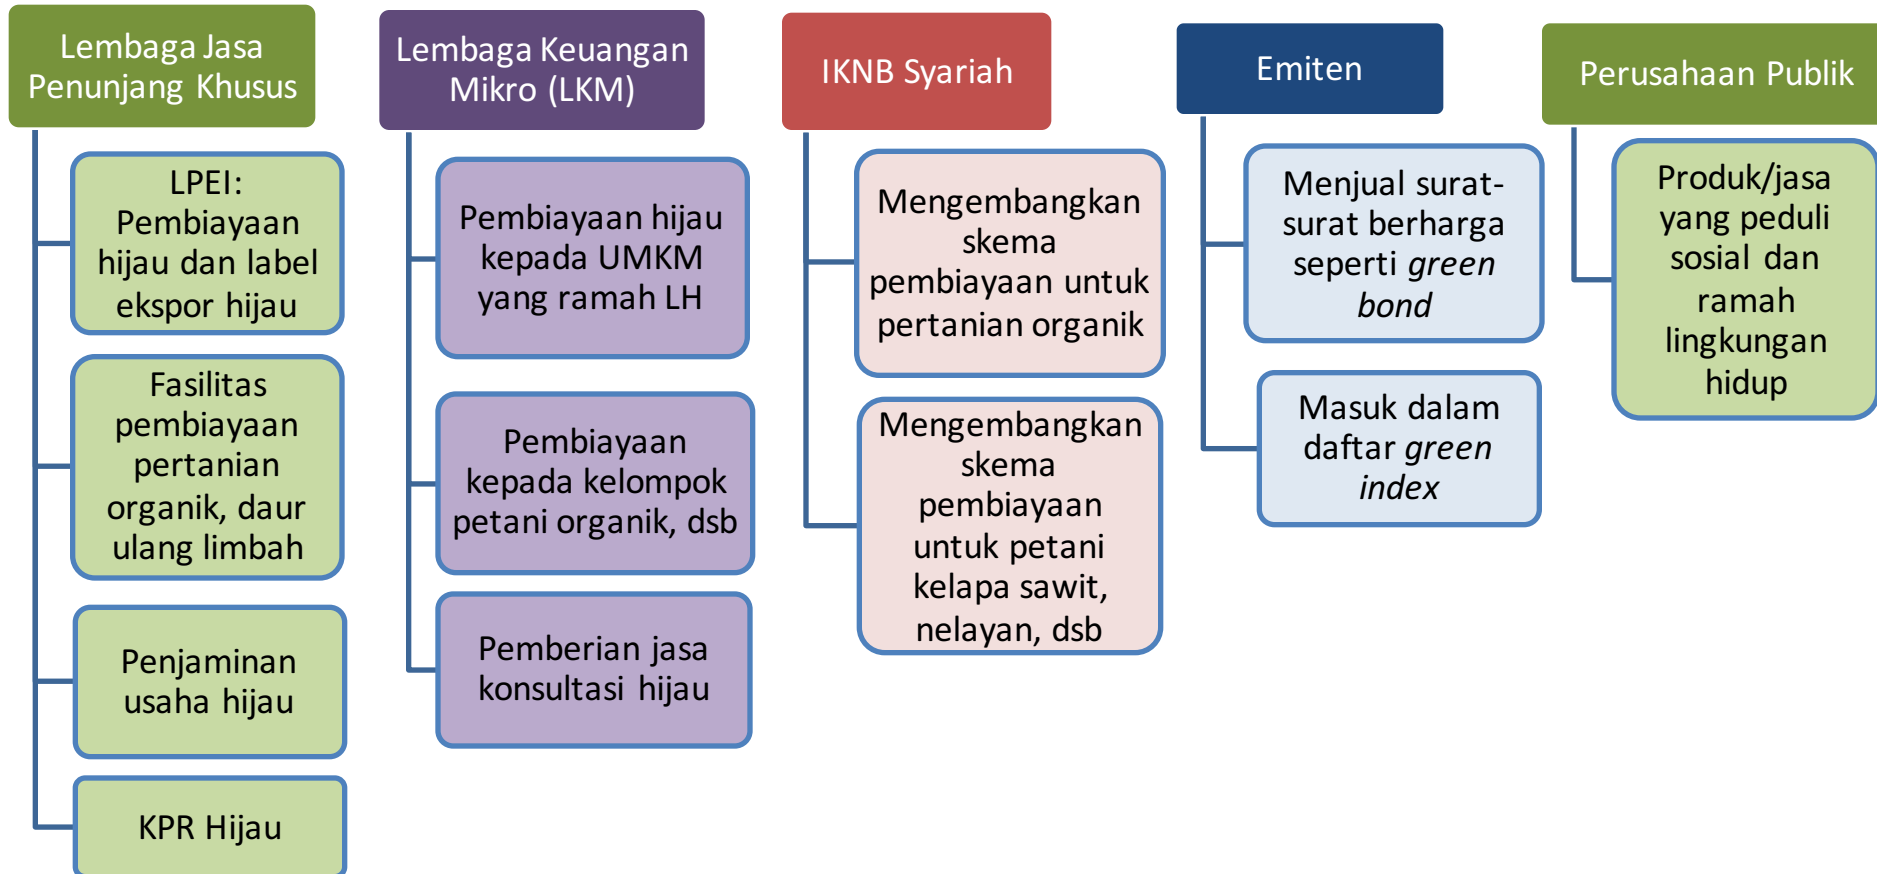 Lembaga Jasa
Penunjang Khusus
LPEI:
Pembiayaan
hijau dan label
ekspor hijau
Fasilitas
pembiayaan
pertanian
organik, daur
ulang limbah
Penjaminan
usaha hijau
KPR Hijau
Lembaga Keuangan
Mikro (LKM)
Pembiayaan hijau
kepada UMKM
yang ramah LH
Pembiayaan
kepada kelompok
petani organik, dsb
Pemberian jasa
konsultasi hijau
IKNB Syariah
Mengembangkan
skema
pembiayaan untuk
pertanian organik
Mengembangkan
skema
pembiayaan
untuk petani
kelapa sawit,
nelayan, dsb
Emiten
Menjual surat-
surat berharga
seperti green
bond
Masuk dalam
daftar green
index
Perusahaan Publik
Produk/jasa
yang peduli
sosial dan
ramah
lingkungan
hidup